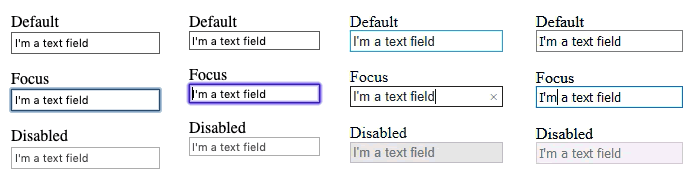 Default Default Default Default
I'm a text field I'm a text field I'm a text field I'm a text field
Focus Focus Focus Focus
I'm a text field I'm a text field I'm a text field × I'm a text field
Disabled Disabled Disabled Disabled
I'm a text field I'm a text field I'm a text field I'm a text field